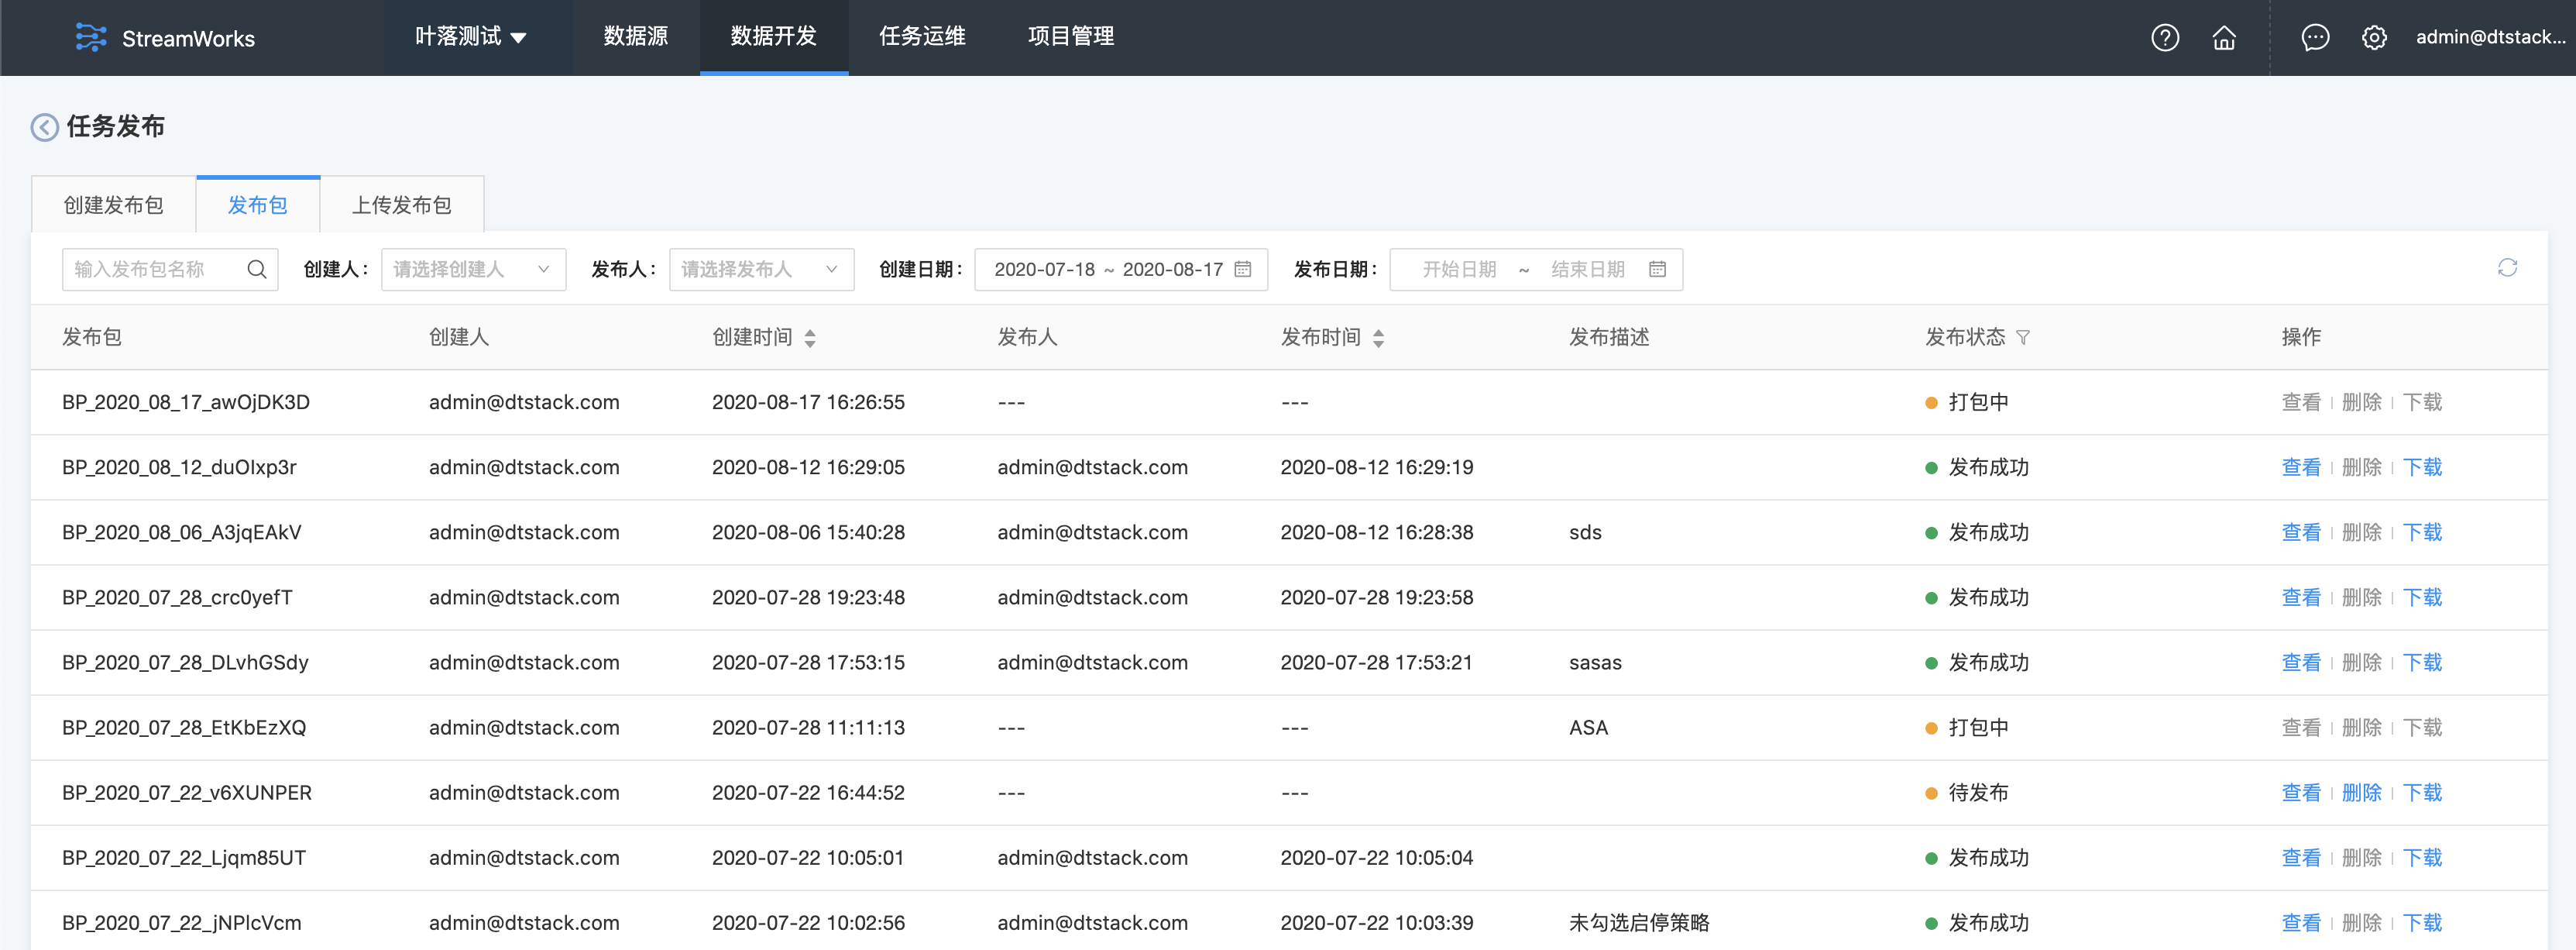 StreamWorks 叶落测试 数据源 数据开发 任务运维 项目管理 admin@dtstack...
任务发布
创建发布包 发布包 上传发布包
输入发布包名称 创建人： 请选择创建人 发布人： 请选择发布人 创建日期： 2020-07-18 ~ 2020-08-17 发布日期： 开始日期 ~ 结束日期
发布包 创建人 创建时间 发布人 发布时间 发布描述 发布状态 操作
BP_2020_08_17_awOjDK3D admin@dtstack.com 2020-08-17 16:26:55 --- --- 打包中 查看 删除 下载
BP_2020_08_12_duOIxp3r admin@dtstack.com 2020-08-12 16:29:05 admin@dtstack.com 2020-08-12 16:29:19 发布成功 查看 删除 下载
BP_2020_08_06_A3jqEAkV admin@dtstack.com 2020-08-06 15:40:28 admin@dtstack.com 2020-08-12 16:28:38 sds 发布成功 查看 删除 下载
BP_2020_07_28_crc0yefT admin@dtstack.com 2020-07-28 19:23:48 admin@dtstack.com 2020-07-28 19:23:58 发布成功 查看 删除 下载
BP_2020_07_28_DLvhGSdy admin@dtstack.com 2020-07-28 17:53:15 admin@dtstack.com 2020-07-28 17:53:21 sasas 发布成功 查看 删除 下载
BP_2020_07_28_EtKbEzXQ admin@dtstack.com 2020-07-28 11:11:13 --- --- ASA 打包中 查看 删除 下载
BP_2020_07_22_v6XUNPER admin@dtstack.com 2020-07-22 16:44:52 --- --- 待发布 查看 删除 下载
BP_2020_07_22_Ljqm85UT admin@dtstack.com 2020-07-22 10:05:01 admin@dtstack.com 2020-07-22 10:05:04 发布成功 查看 删除 下载
BP_2020_07_22_jNPlcVcm admin@dtstack.com 2020-07-22 10:02:56 admin@dtstack.com 2020-07-22 10:03:39 未勾选启停策略 发布成功 查看 删除 下载